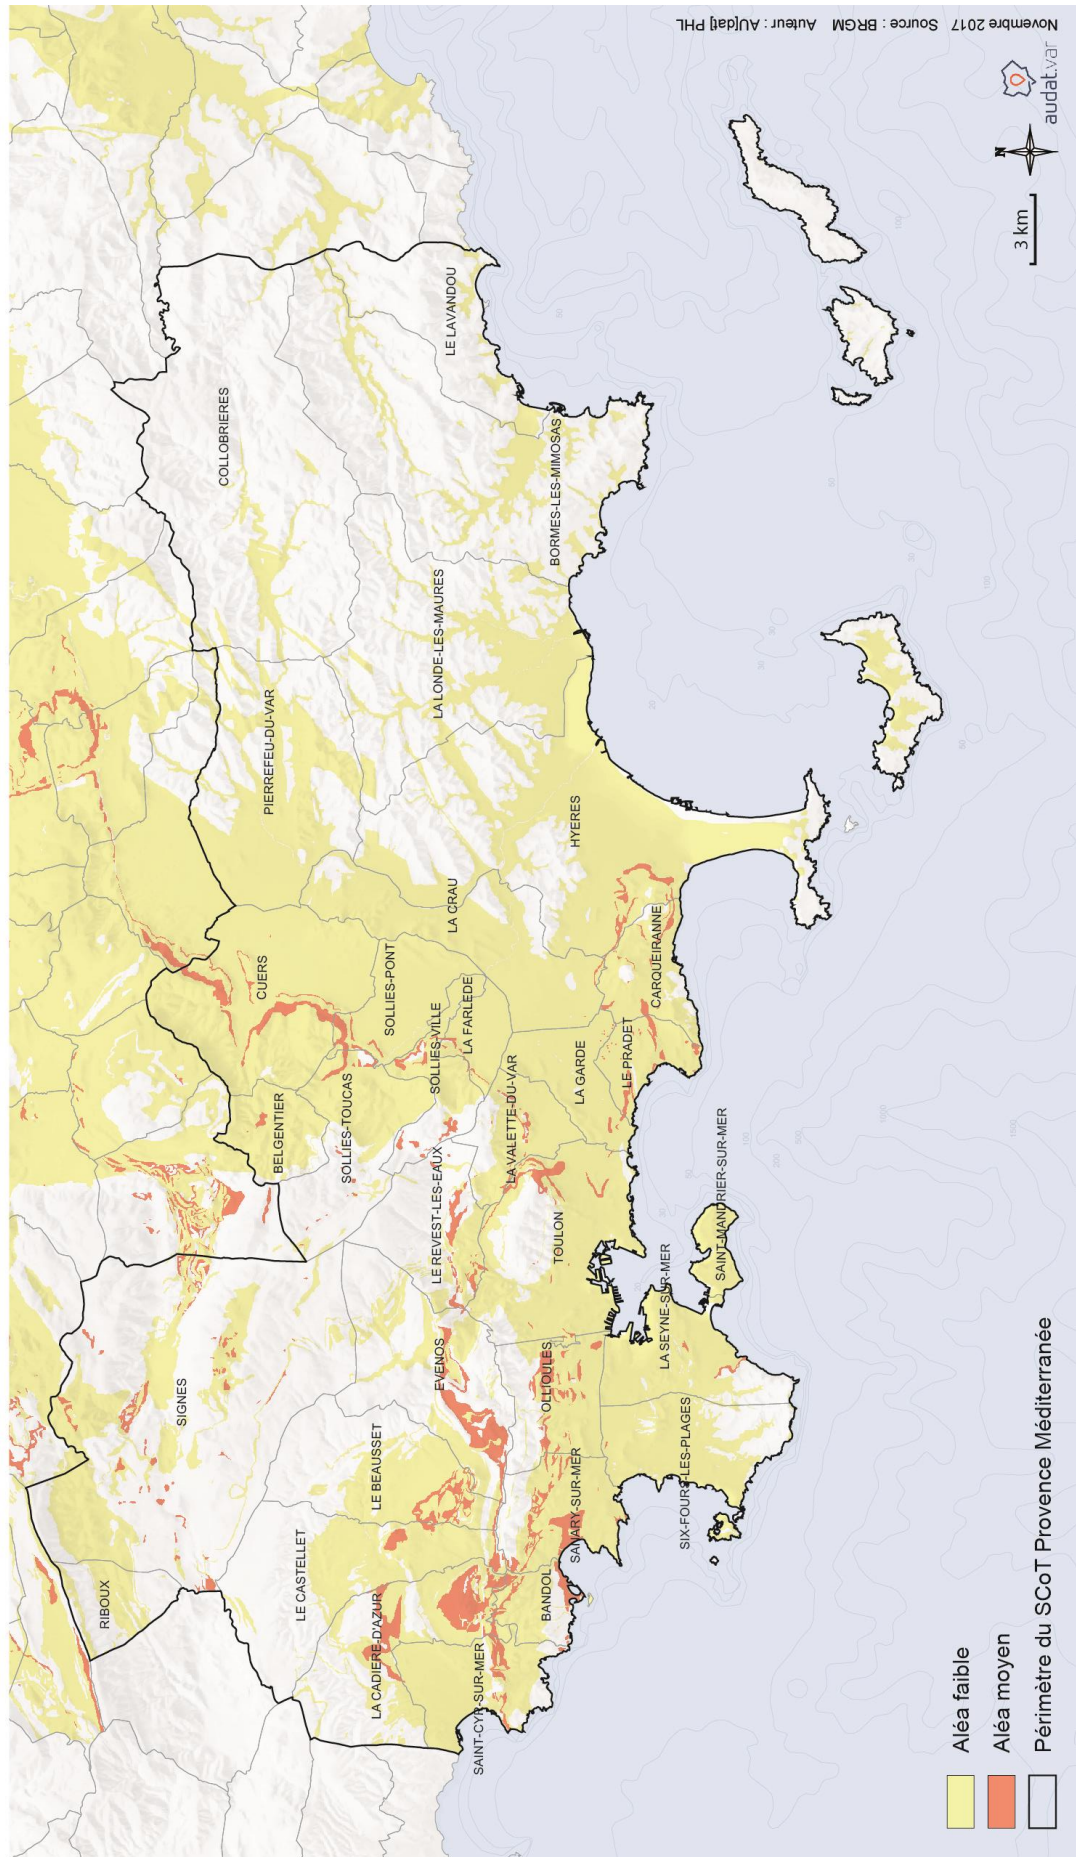 Novembre 2017 Source : BRGM Auteur : AU[dat] PHL
audat.var
N
3 km
COLLOBRIERES
LE LAVANDOU
BORMES-LES-MIMOSAS
LA LONDE-LES-MAURES
PIERREFEU-DU-VAR
HYERES
LA CRAU
CARQUEIRANNE
CUERS
SOLLIES-PONT
SOLLIES-VILLE
LA FARLEDE
LA GARDE
LE PRADET
BELGENTIER
SOLLIES-TOUCAS
LA VALETTE-DU-VAR
LE REVEST-LES-EAUX
TOULON
SAINT-MANDRIER-SUR-MER
LA SEYNE-SUR-MER
SIGNES
EVENOS
OLLIOULES
LE BEAUSSET
SIX-FOURS-LES-PLAGES
SANARY-SUR-MER
RIBOUX
LE CASTELLET
LA CADIERE-D'AZUR
BANDOL
SAINT-CYR-SUR-MER
Aléa faible
Aléa moyen
Périmètre du SCoT Provence Méditerranée